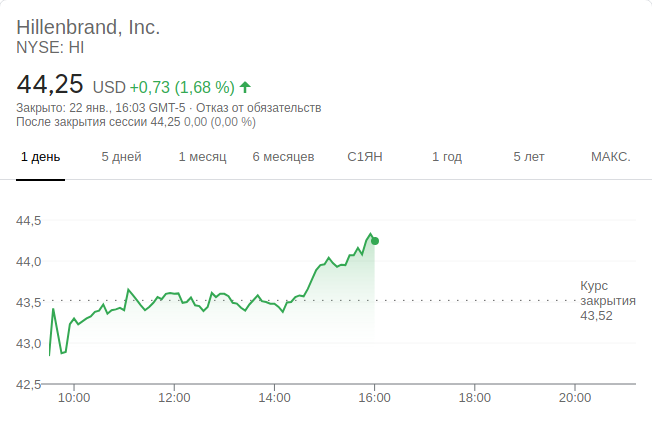 Hillenbrand, Inc.
NYSE: HI
44,25 USD +0,73 (1,68 %)
Закрыто: 22 янв., 16:03 GMT-5 · Отказ от обязательств
После закрытия сессии 44,25 0,00 (0,00 %)
1 день 5 дней 1 месяц 6 месяцев С1ЯН 1 год 5 лет МАКС.
44,5
44,0
43,5
43,0
42,5
Курс
закрытия
43,52
10:00 12:00 14:00 16:00 18:00 20:00